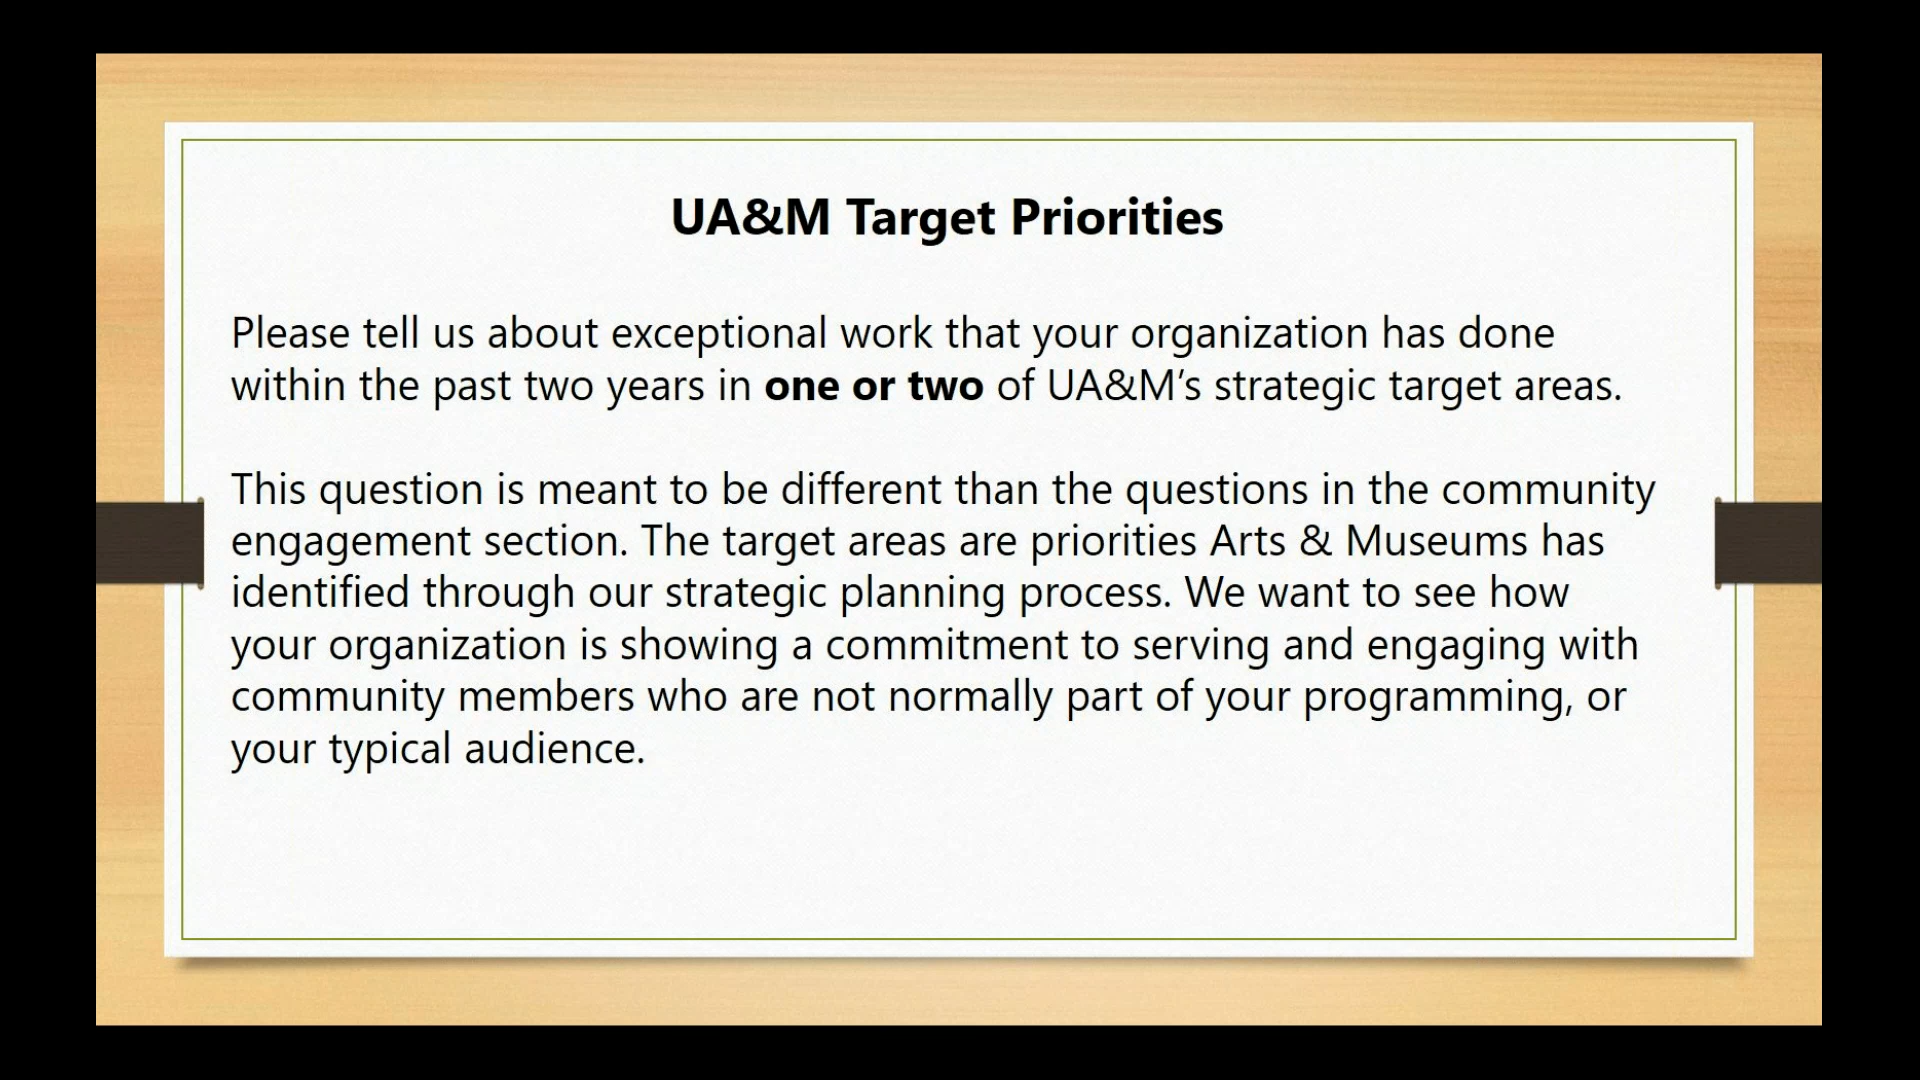 UA&M Target Priorities
Please tell us about exceptional work that your organization has done
within the past two years in one or two of UA&M’s strategic target areas.
This question is meant to be different than the questions in the community
engagement section. The target areas are priorities Arts & Museums has
identified through our strategic planning process. We want to see how
your organization is showing a commitment to serving and engaging with
community members who are not normally part of your programming, or
your typical audience.